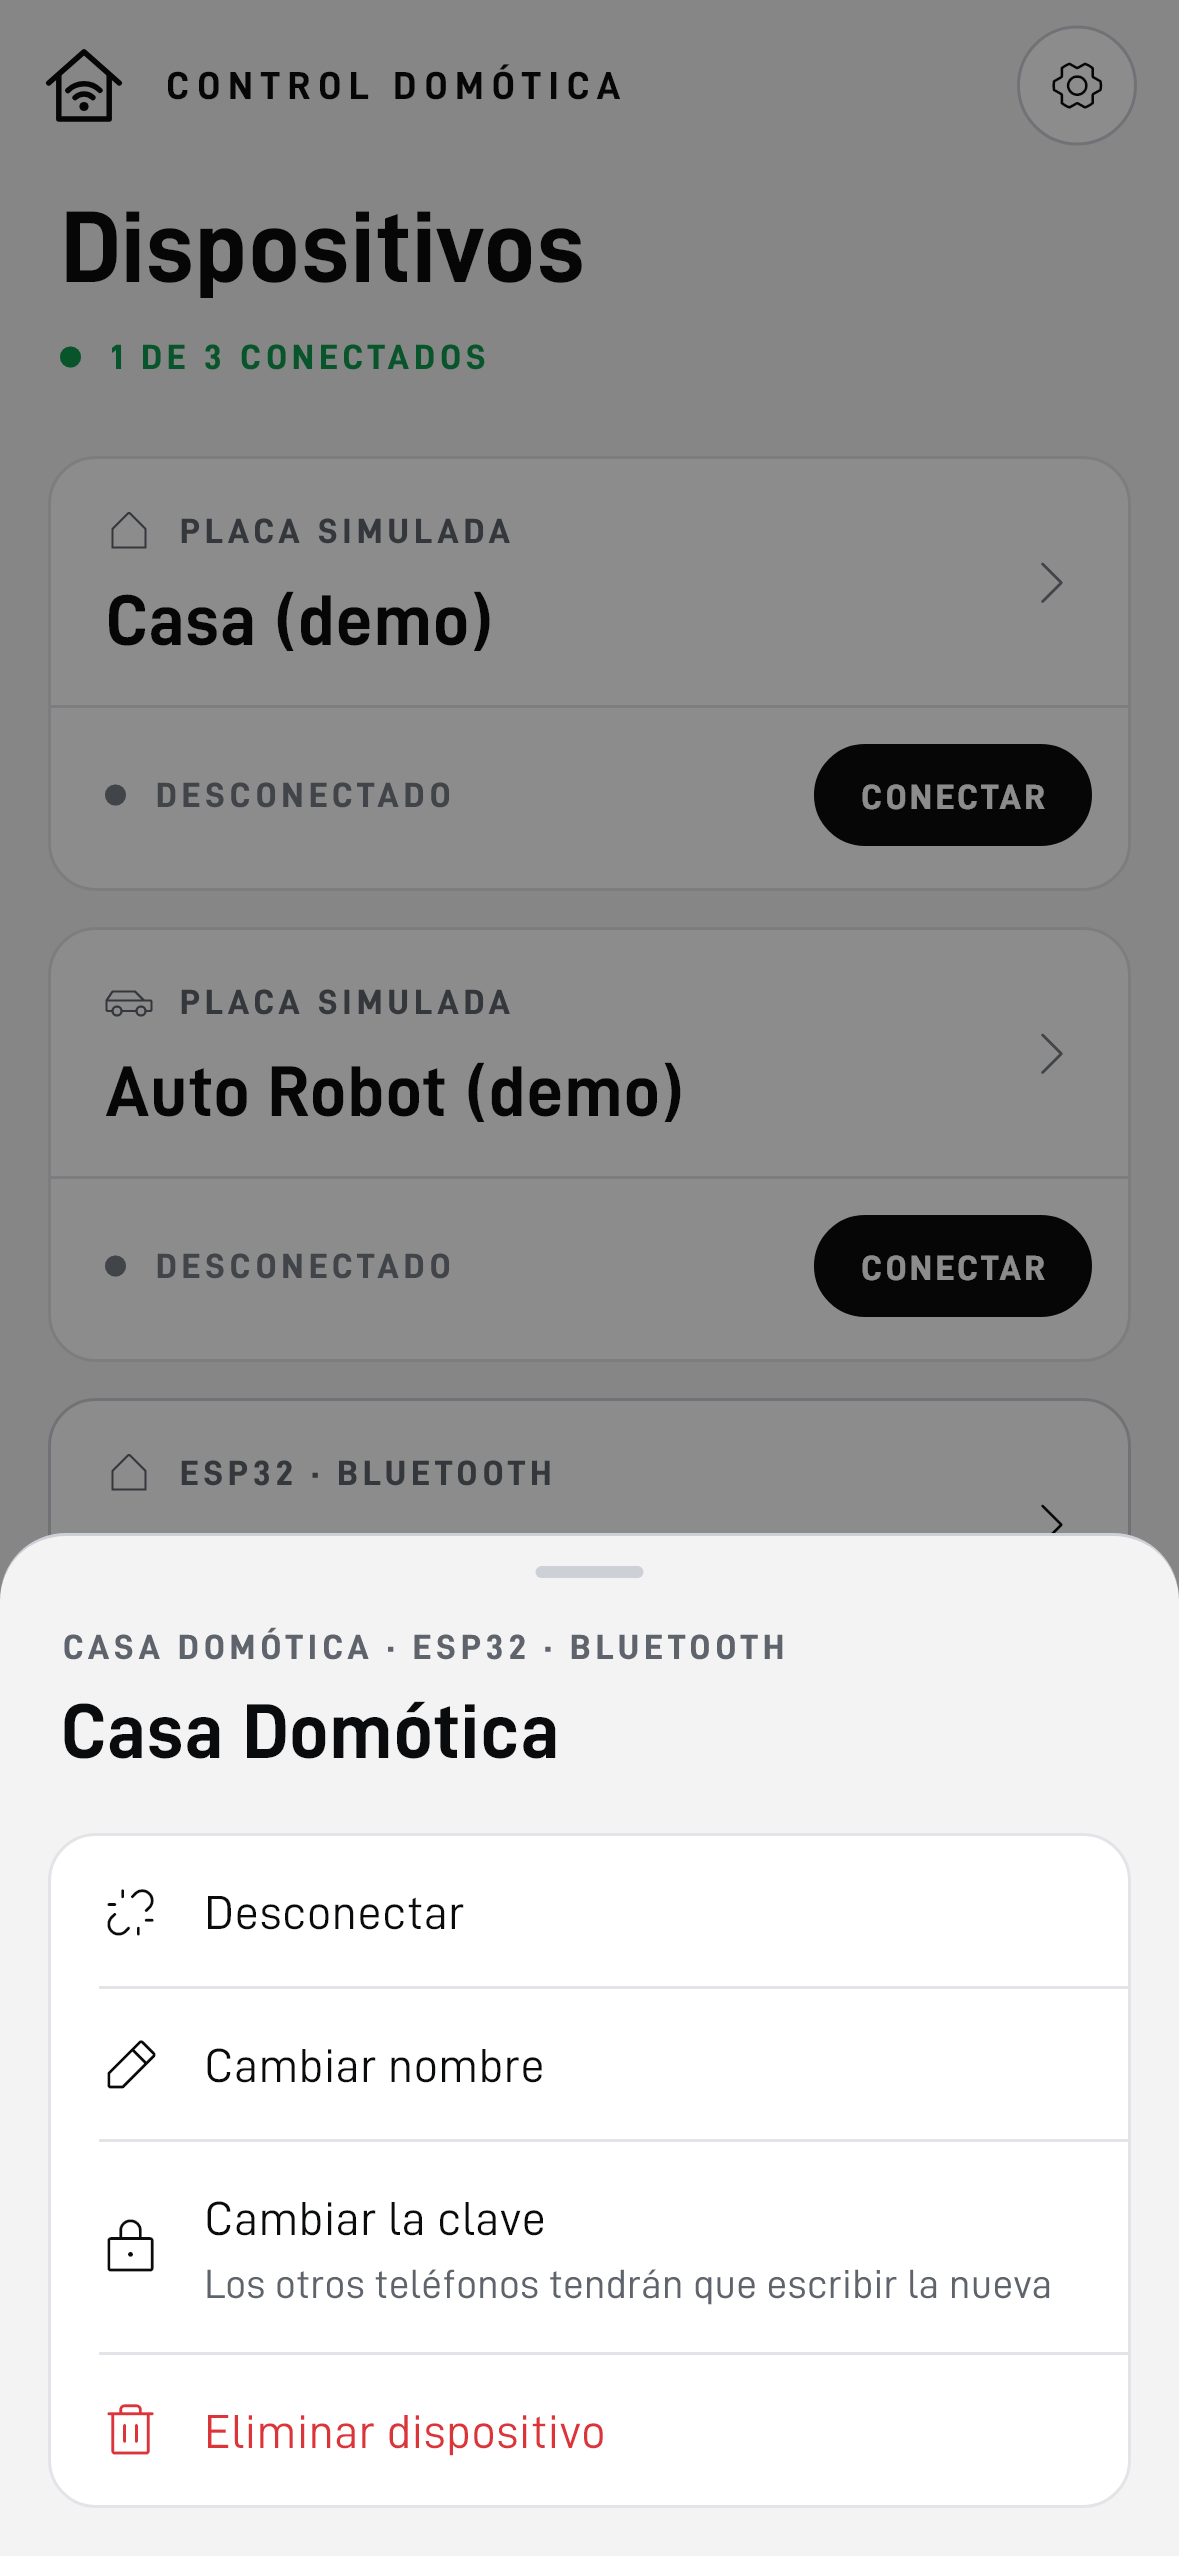 CONTROL DOMÓTICA
Dispositivos
1 DE 3 CONECTADOS
PLACA SIMULADA
Casa (demo)
DESCONECTADO
CONECTAR
PLACA SIMULADA
Auto Robot (demo)
DESCONECTADO
CONECTAR
ESP32 · BLUETOOTH
CASA DOMÓTICA · ESP32 · BLUETOOTH
Casa Domótica
Desconectar
Cambiar nombre
Cambiar la clave
Los otros teléfonos tendrán que escribir la nueva
Eliminar dispositivo